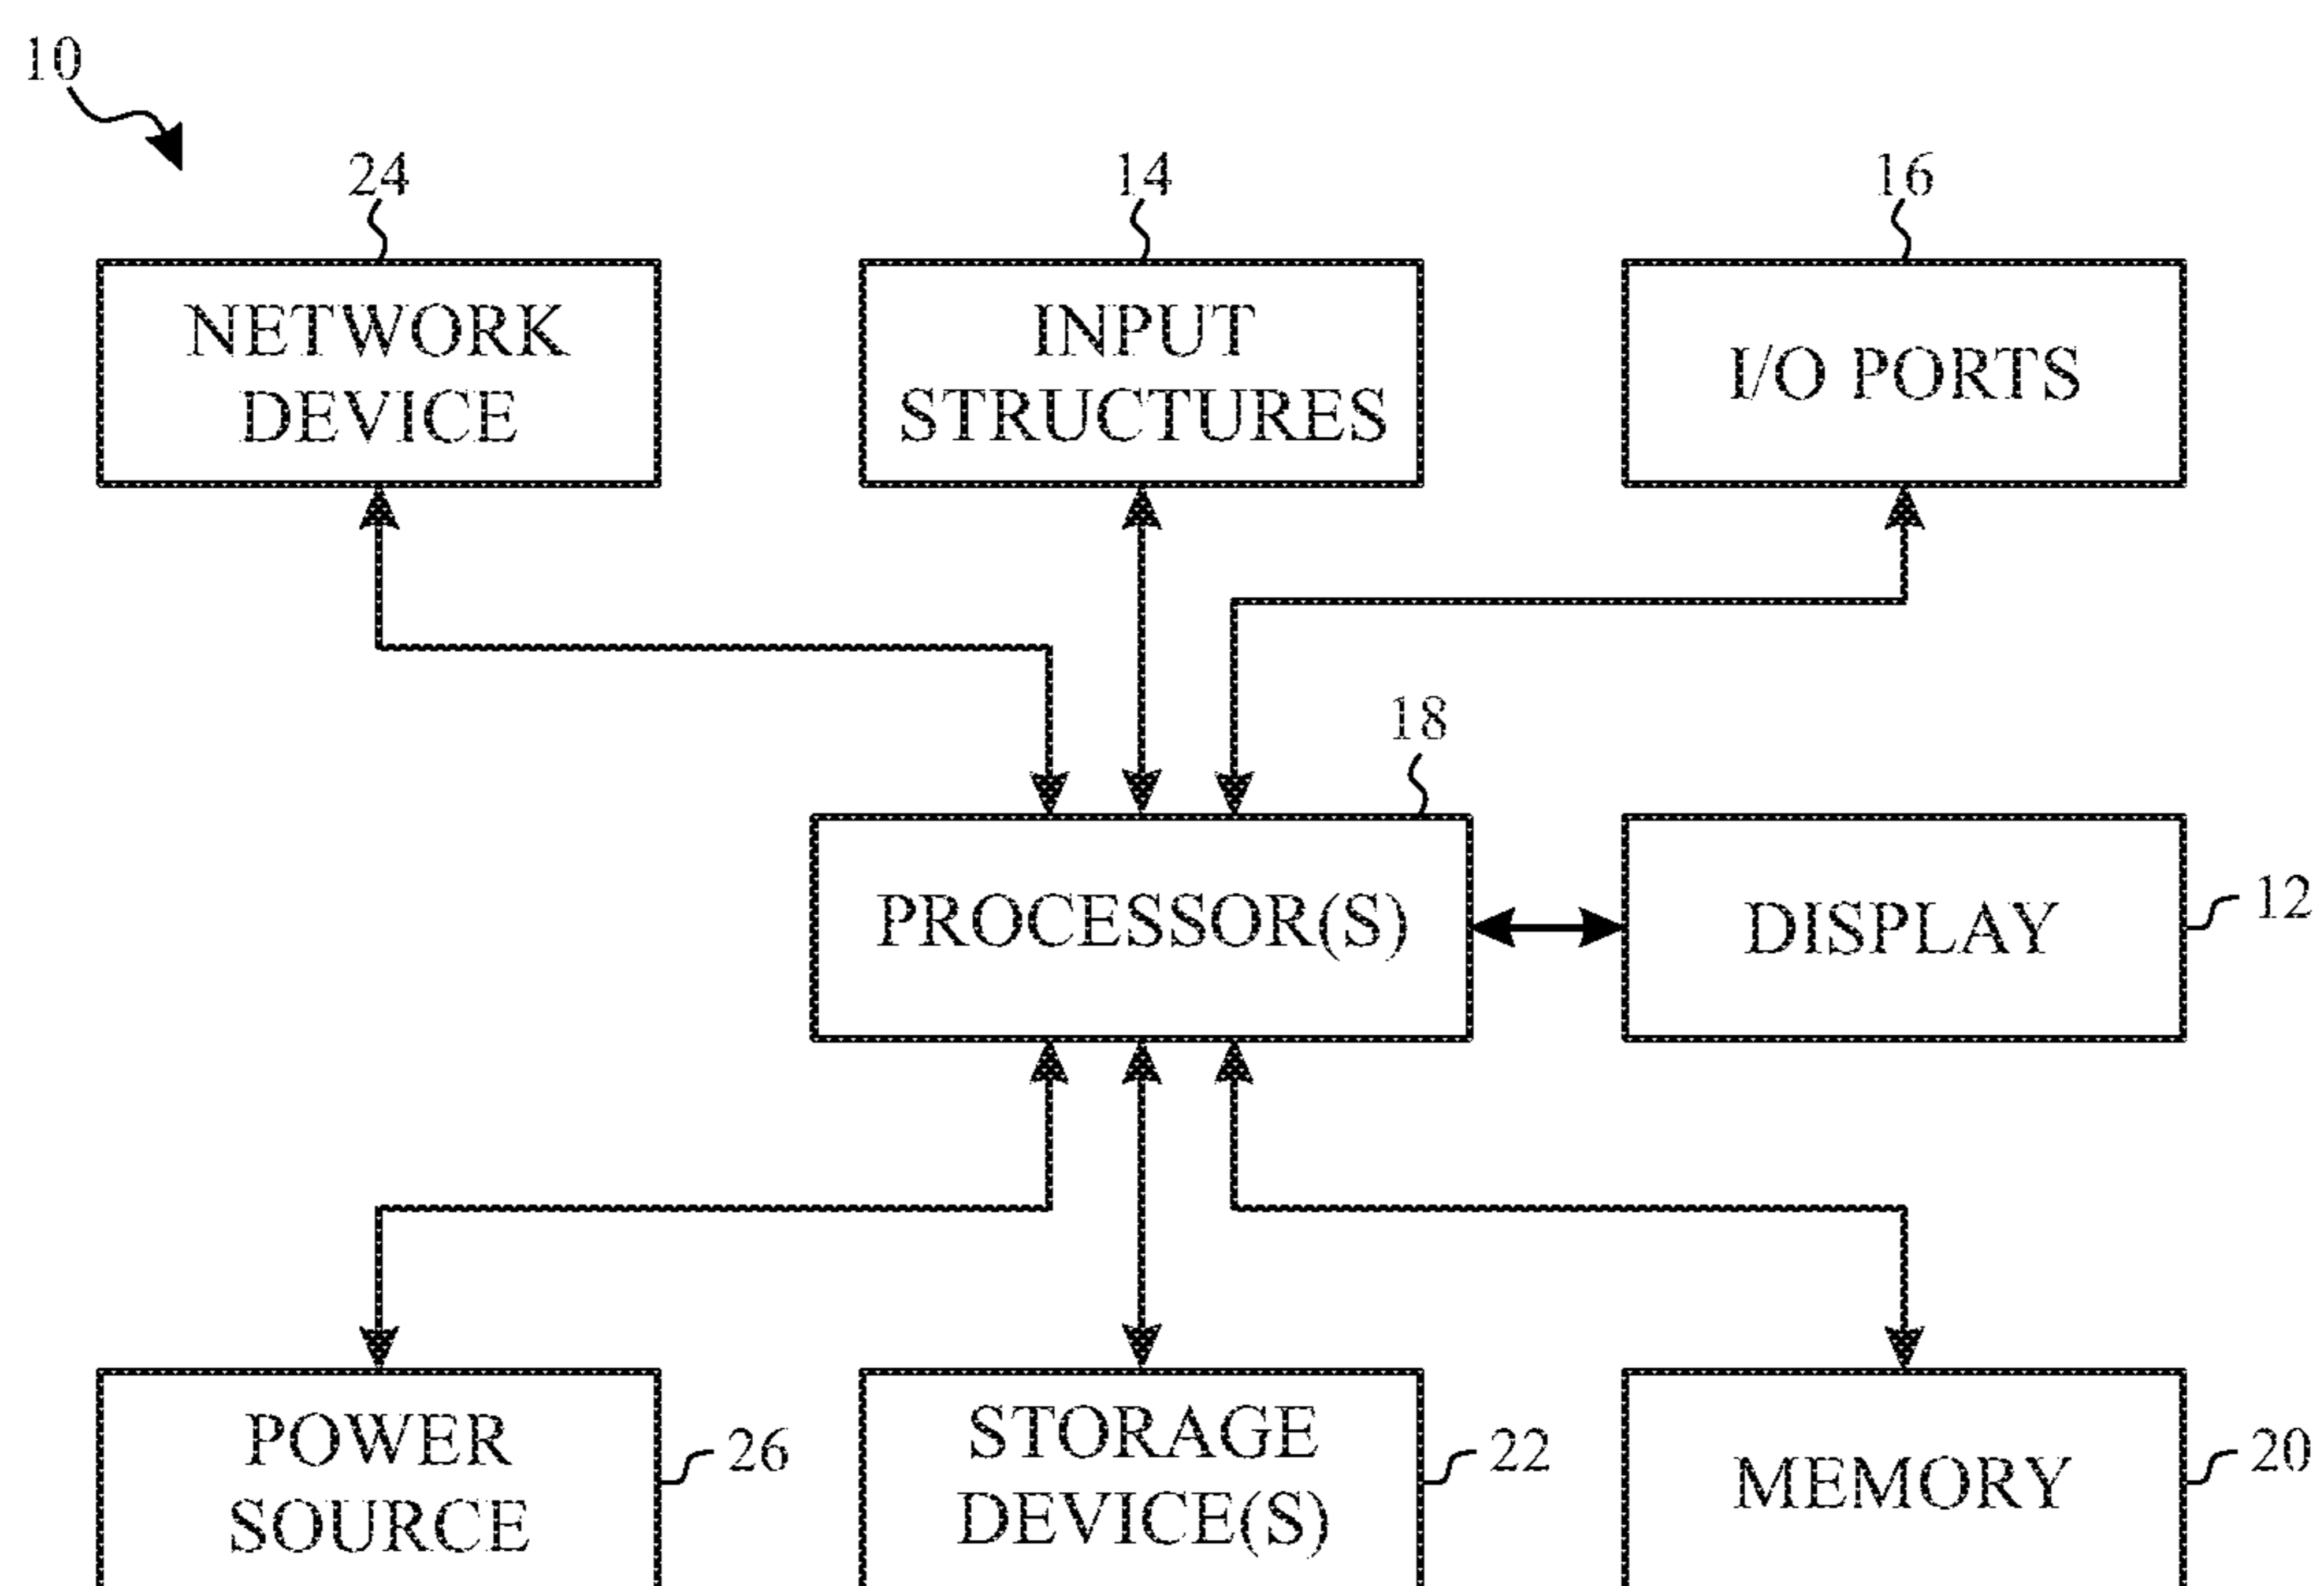 10
24
14
16
NETWORK
DEVICE
INPUT
STRUCTURES
I/O PORTS
18
PROCESSOR(S)
DISPLAY
12
POWER
SOURCE
26
STORAGE
DEVICE(S)
22
MEMORY
20